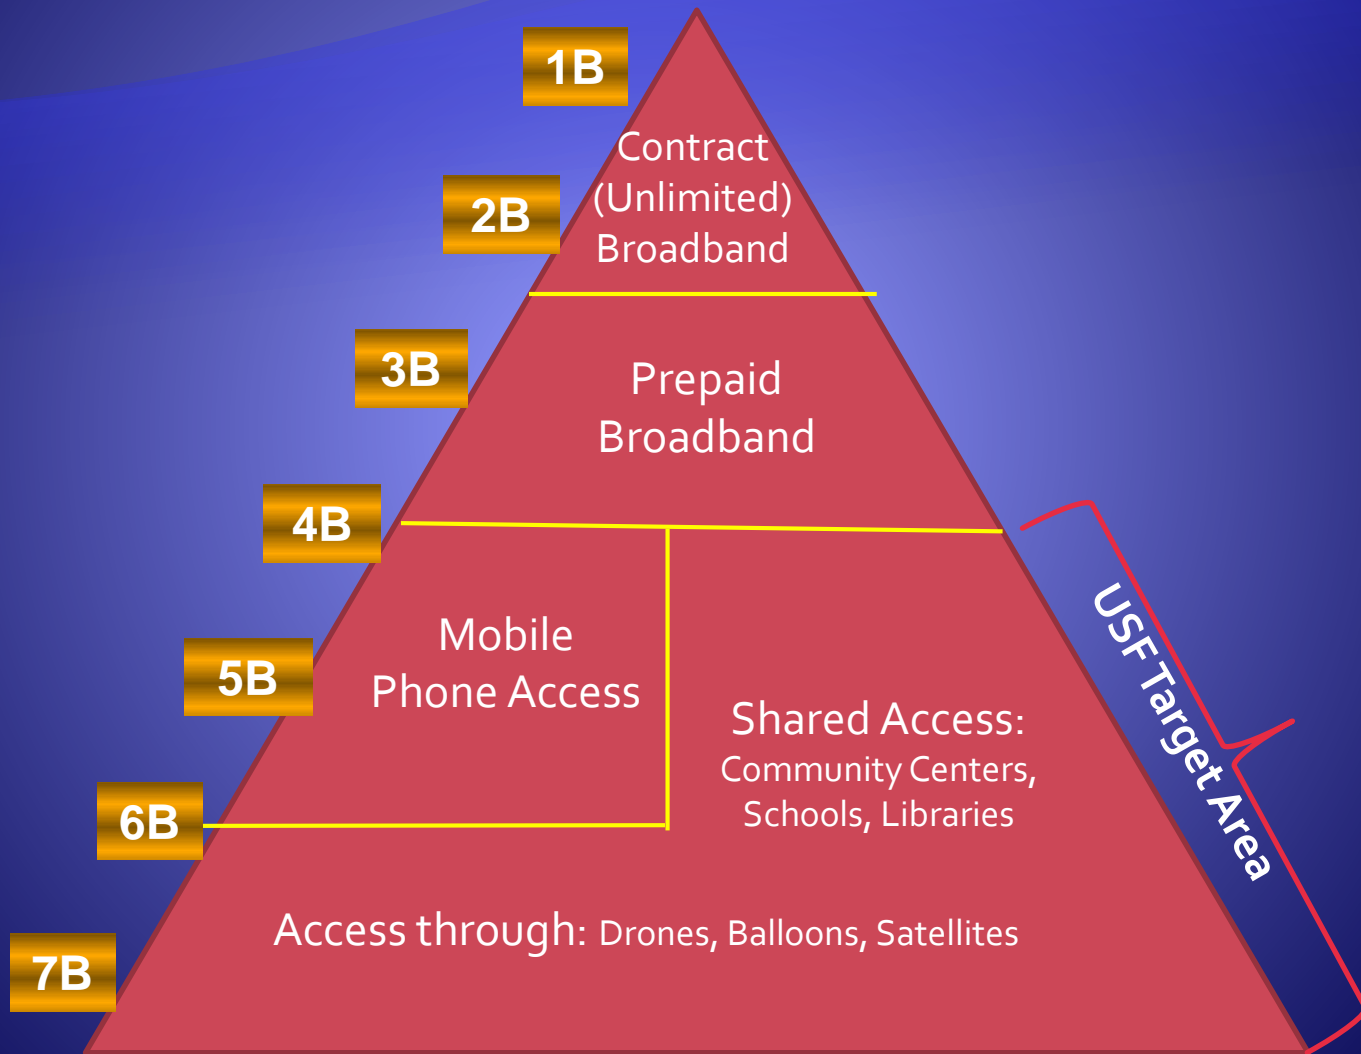 1B
Contract
(Unlimited)
2B
Broadband
3B
Prepaid
Broadband
4B
Mobile
Phone Access
5B
Shared Access:
Community Centers,
Schools, Libraries
USF Target Area
6B
Access through: Drones, Balloons, Satellites
7B